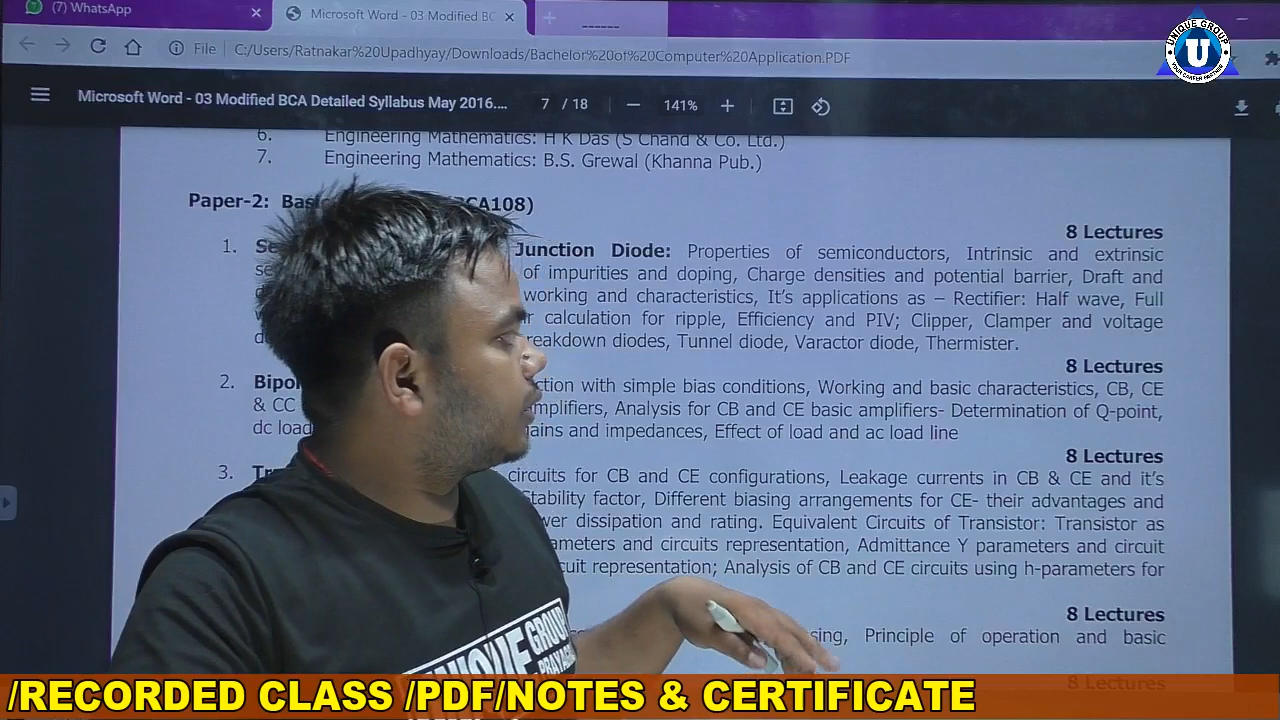 (7) WhatsApp
Microsoft Word - 03 Modified BC
UNIQUE GROUP
U
YOUR CAREER PARTNER
File C:/Users/Ratnakar%20Upadhyay/Downloads/Bachelor%20of%20Computer%20Application.PDF
Microsoft Word - 03 Modified BCA Detailed Syllabus May 2016.... 7 / 18 — 141% +
6. Engineering Mathematics: H K Das (S Chand & Co. Ltd.)
7. Engineering Mathematics: B.S. Grewal (Khanna Pub.)
Paper-2: CA108)
8 Lectures
1. Junction Diode: Properties of semiconductors, Intrinsic and extrinsic
of impurities and doping, Charge densities and potential barrier, Draft and
working and characteristics, It's applications as – Rectifier: Half wave, Full
calculation for ripple, Efficiency and PIV; Clipper, Clamper and voltage
reakdown diodes, Tunnel diode, Varactor diode, Thermister.
8 Lectures
2. Bipo ction with simple bias conditions, Working and basic characteristics, CB, CE
& CC mplifiers, Analysis for CB and CE basic amplifiers- Determination of Q-point,
dc load ains and impedances, Effect of load and ac load line
8 Lectures
3. circuits for CB and CE configurations, Leakage currents in CB & CE and it's
Stability factor, Different biasing arrangements for CE- their advantages and
wer dissipation and rating. Equivalent Circuits of Transistor: Transistor as
ameters and circuits representation, Admittance Y parameters and circuit
cuit representation; Analysis of CB and CE circuits using h-parameters for
8 Lectures
sing, Principle of operation and basic
8 Lectures
UNIQUE GROUP
/RECORDED CLASS /PDF/NOTES & CERTIFICATE